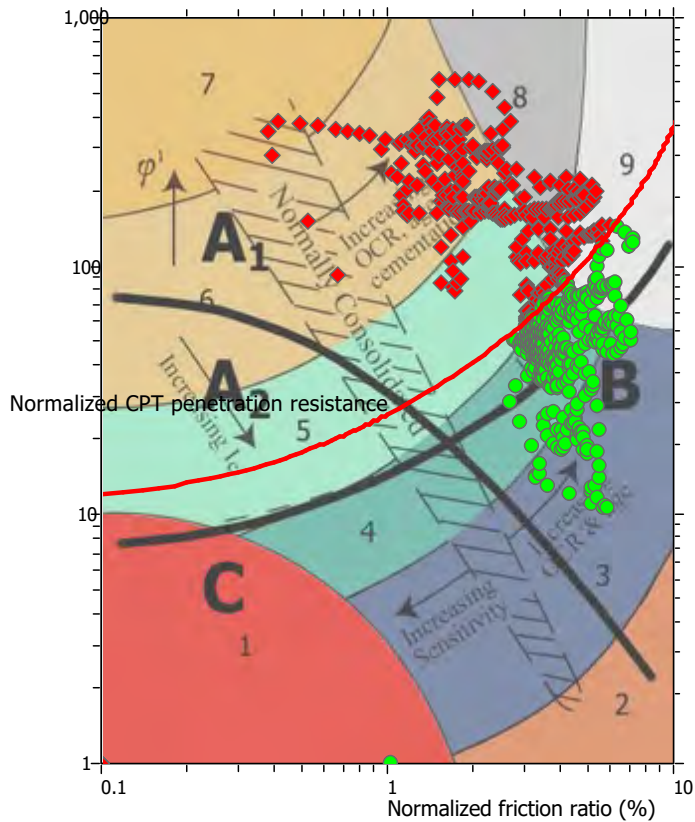 1,000
7
8
9
φ'
A1
Increasing
OCR, age,
cementation
Normally Consolidated
100
6
A2
Increasing Ic
B
Normalized CPT penetration resistance
5
10
4
Increasing
OCR & age
C
3
Increasing
Sensitivity
1
2
1
0.1
1
10
Normalized friction ratio (%)